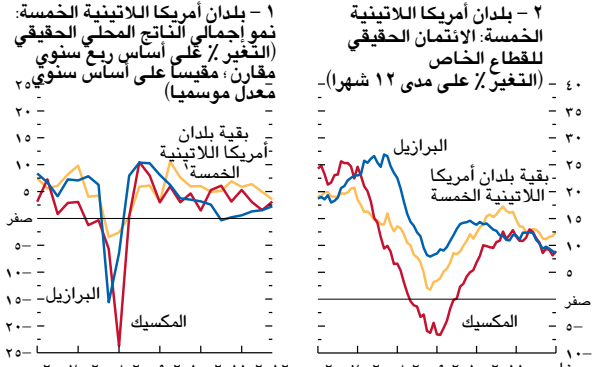 ١ – بلدان أمريكا اللاتينية الخمسة:
نمو إجمالي الناتج المحلي الحقيقي
(التغير ٪ على أساس ربع سنوي
مقارن ؛ مقيسا على أساس سنوي
معدل موسميا)
٢٥
٢٠
١٥
١٠
٥
صفر
٥–
١٠–
١٥–
٢٠–
٢٥–
بقية بلدان
أمريكا اللاتينية
الخمسة١
البرازيل
المكسيك
٢ – بلدان أمريكا اللاتينية
الخمسة: الائتمان الحقيقي
للقطاع الخاص
(التغير ٪ على مدى ١٢ شهرا)
٤٠
٣٥
٣٠
٢٥
٢٠
١٥
١٠
٥
صفر
٥–
١٠–
البرازيل
بقية بلدان أمريكا
اللاتينية الخمسة
المكسيك